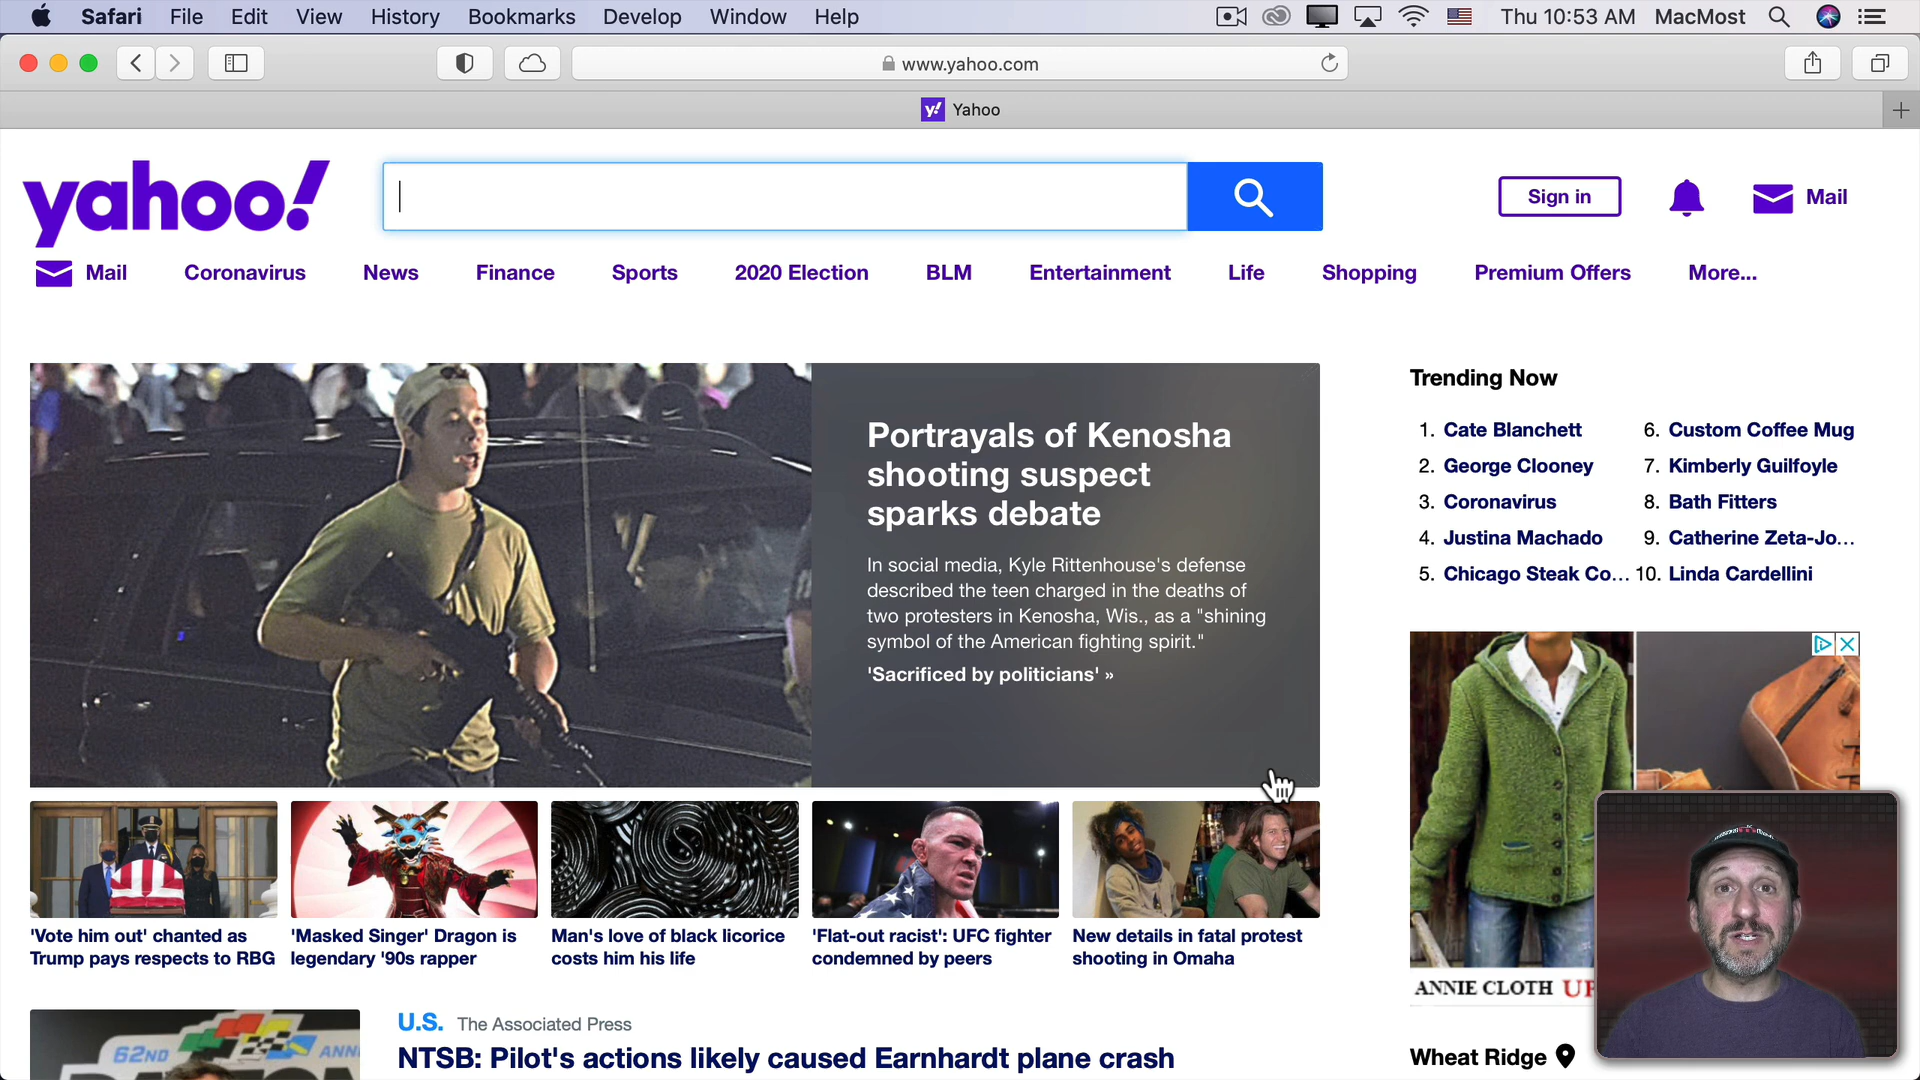 Safari File Edit View History Bookmarks Develop Window Help Thu 10:53 AM MacMost
www.yahoo.com
y! Yahoo
yahoo!
Sign in Mail
Mail Coronavirus News Finance Sports 2020 Election BLM Entertainment Life Shopping Premium Offers More...
Portrayals of Kenosha
shooting suspect
sparks debate
In social media, Kyle Rittenhouse's defense
described the teen charged in the deaths of
two protesters in Kenosha, Wis., as a "shining
symbol of the American fighting spirit."
'Sacrificed by politicians' »
Trending Now
1. Cate Blanchett
2. George Clooney
3. Coronavirus
4. Justina Machado
5. Chicago Steak Co...
6. Custom Coffee Mug
7. Kimberly Guilfoyle
8. Bath Fitters
9. Catherine Zeta-Jo...
10. Linda Cardellini
'Vote him out' chanted as
Trump pays respects to RBG
'Masked Singer' Dragon is
legendary '90s rapper
Man's love of black licorice
costs him his life
'Flat-out racist': UFC fighter
condemned by peers
New details in fatal protest
shooting in Omaha
ANNIE CLOTH
62ND
U.S. The Associated Press
NTSB: Pilot's actions likely caused Earnhardt plane crash
Wheat Ridge